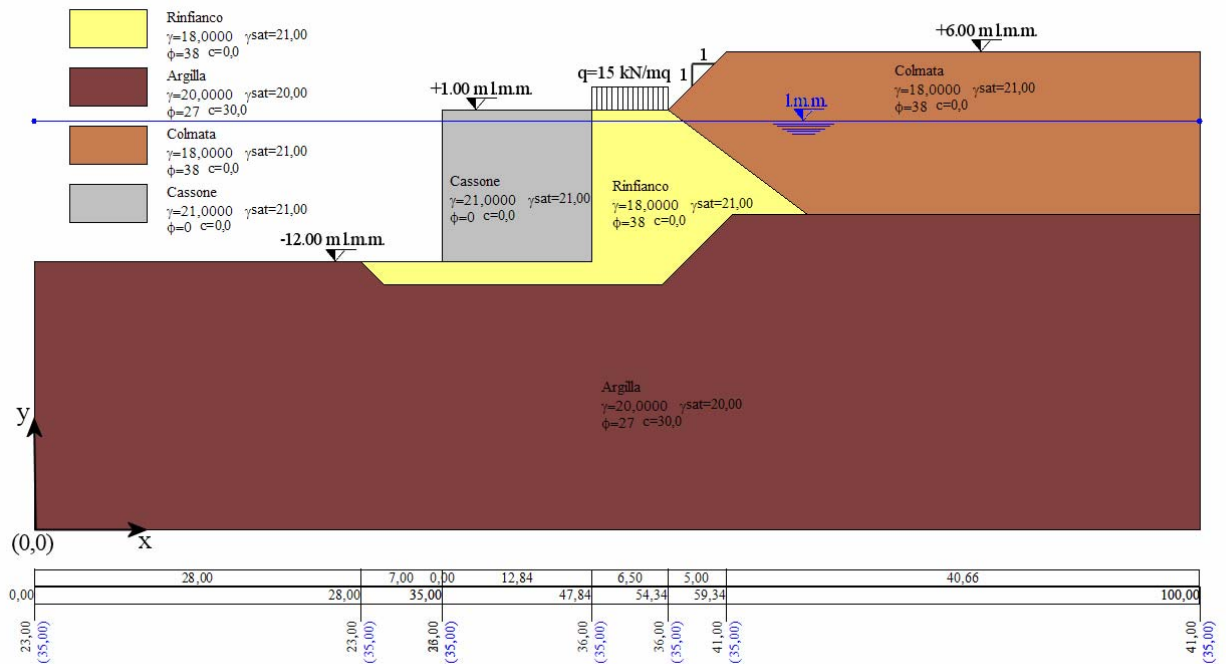 Rinfianco
γ=18,0000 γsat=21,00
ϕ=38 c=0,0
Argilla
γ=20,0000 γsat=20,00
ϕ=27 c=30,0
Colmata
γ=18,0000 γsat=21,00
ϕ=38 c=0,0
Cassone
γ=21,0000 γsat=21,00
ϕ=0 c=0,0
+6.00 m l.m.m.
1
1
q=15 kN/mq
+1.00 m l.m.m.
Colmata
γ=18,0000 γsat=21,00
ϕ=38 c=0,0
l.m.m.
Cassone
γ=21,0000 γsat=21,00
ϕ=0 c=0,0
Rinfianco
γ=18,0000 γsat=21,00
ϕ=38 c=0,0
-12.00 m l.m.m.
Argilla
γ=20,0000 γsat=20,00
ϕ=27 c=30,0
y
(0,0)
x
28,00 7,00 0,00 12,84 6,50 5,00 40,66
0,00 28,00 35,00 47,84 54,34 59,34 100,00
23,00 23,00 36,00 36,00 41,00 41,00
(35,00) (35,00) (35,00) (35,00) (35,00) (35,00) (35,00)